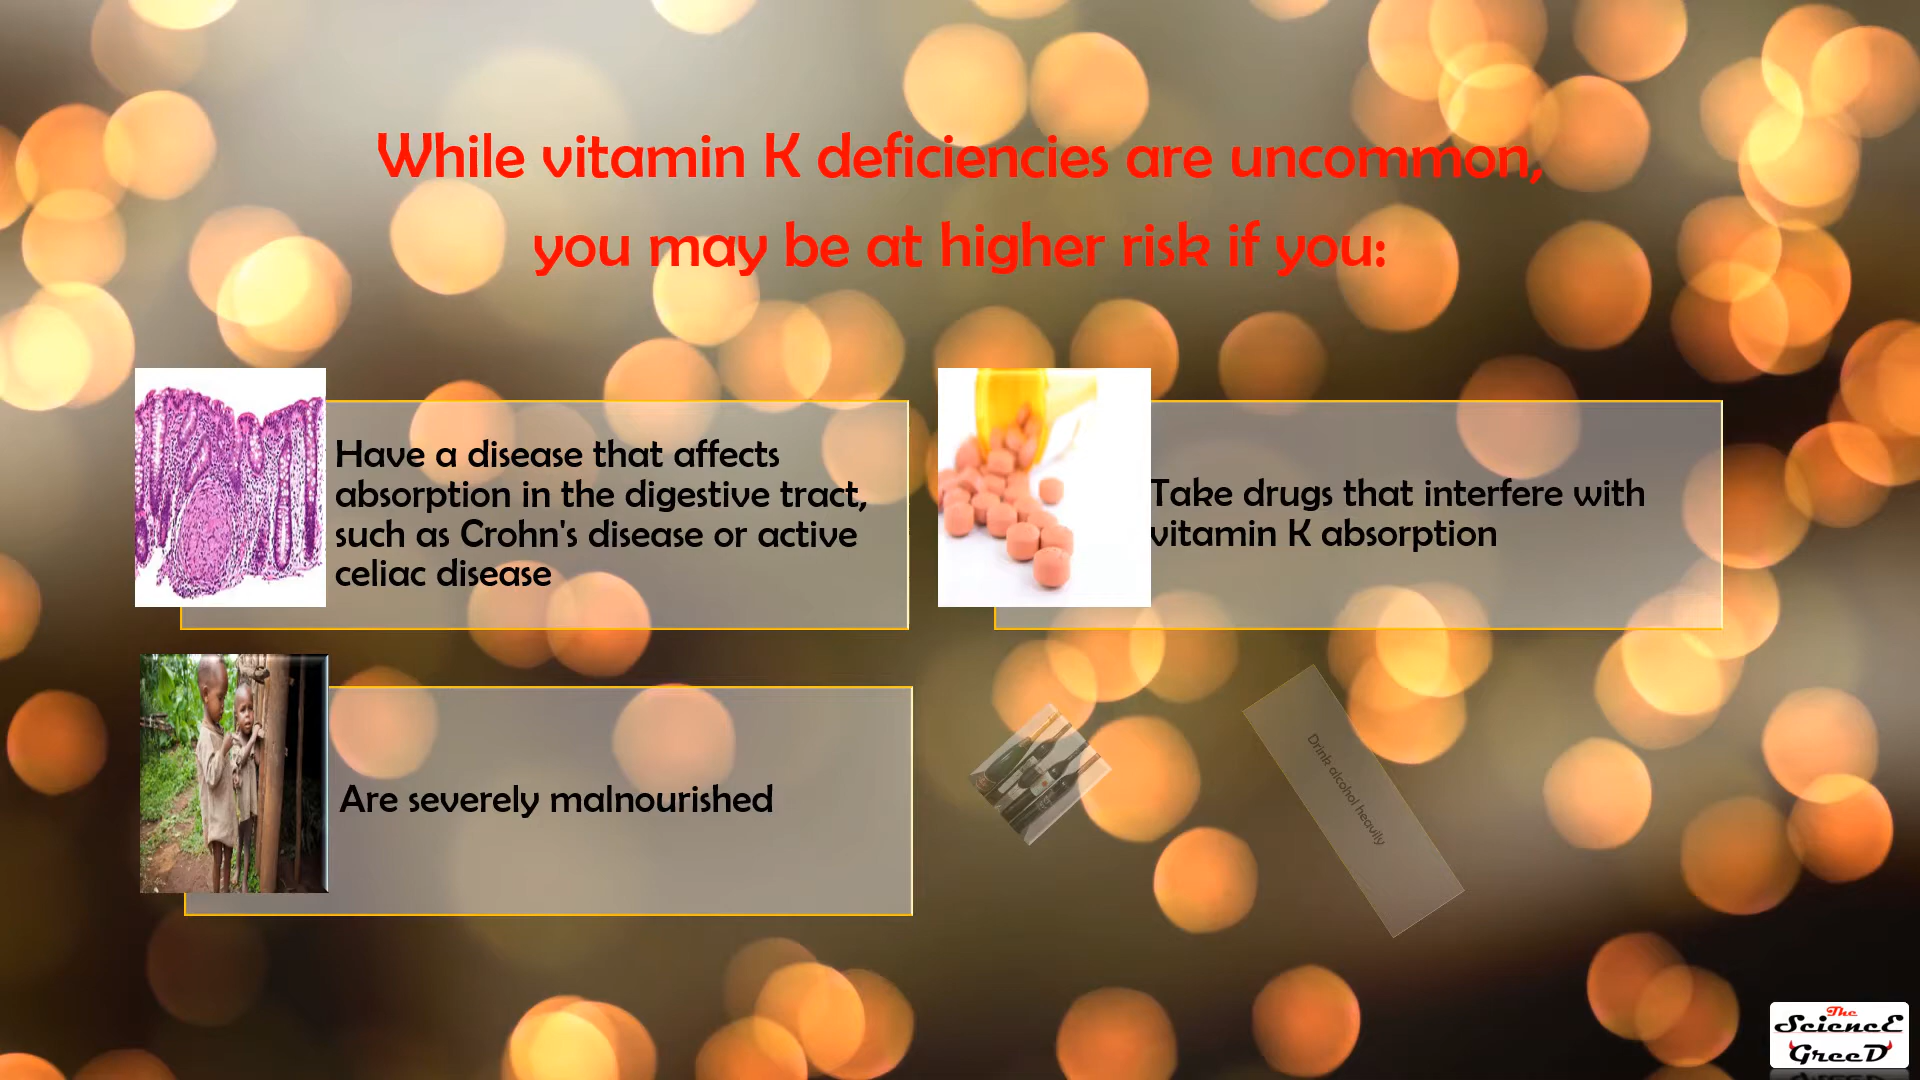 While vitamin K deficiencies are uncommon,
you may be at higher risk if you:
Have a disease that affects
absorption in the digestive tract,
such as Crohn's disease or active
celiac disease
Take drugs that interfere with
vitamin K absorption
Are severely malnourished
Drink alcohol heavily
The
SciencE
GreeD